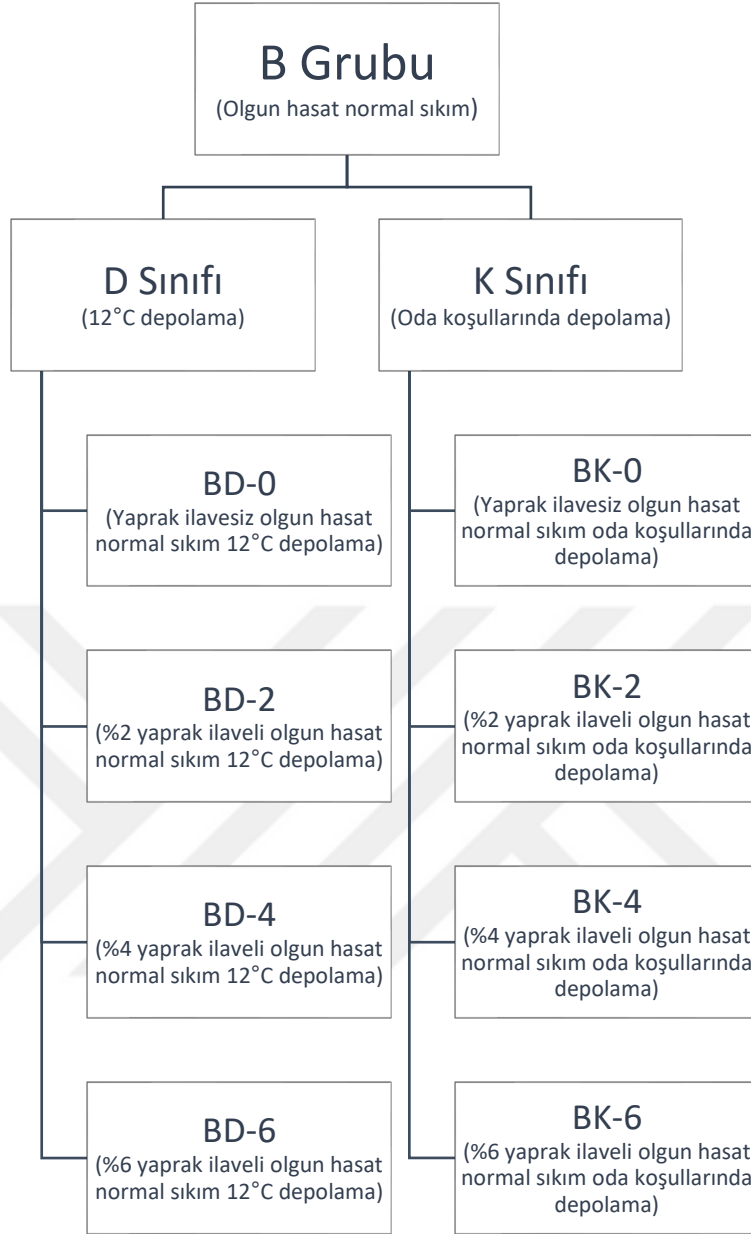 B Grubu
(Olgun hasat normal sıkım)
D Sınıfı
(12°C depolama)
K Sınıfı
(Oda koşullarında depolama)
BD-0
(Yaprak ilavesiz olgun hasat
normal sıkım 12°C depolama)
BK-0
(Yaprak ilavesiz olgun hasat
normal sıkım oda koşullarında
depolama)
BD-2
(%2 yaprak ilaveli olgun hasat
normal sıkım 12°C depolama)
BK-2
(%2 yaprak ilaveli olgun hasat
normal sıkım oda koşullarında
depolama)
BD-4
(%4 yaprak ilaveli olgun hasat
normal sıkım 12°C depolama)
BK-4
(%4 yaprak ilaveli olgun hasat
normal sıkım oda koşullarında
depolama)
BD-6
(%6 yaprak ilaveli olgun hasat
normal sıkım 12°C depolama)
BK-6
(%6 yaprak ilaveli olgun hasat
normal sıkım oda koşullarında
depolama)